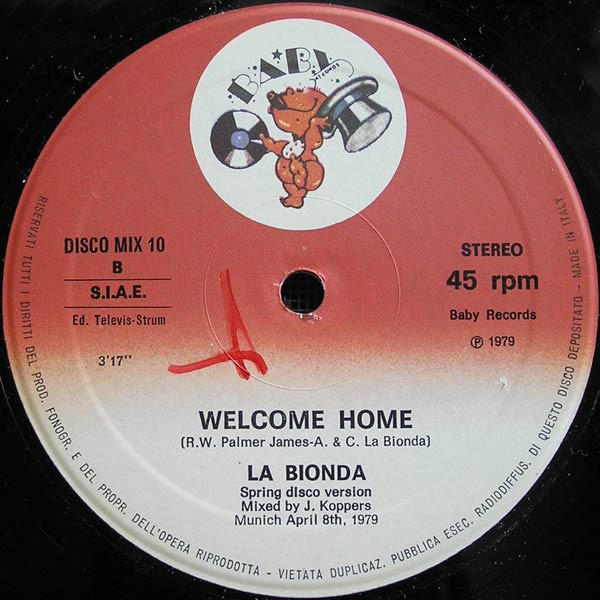 BABY
RECORDS
DISCO MIX 10
B
S.I.A.E.
Ed. Televis-Strum
3'17"
STEREO
45 rpm
Baby Records
Ⓟ 1979
WELCOME HOME
(R.W. Palmer James-A. & C. La Bionda)
LA BIONDA
Spring disco version
Mixed by J. Koppers
Munich April 8th, 1979
RISERVATI TUTTI I DIRITTI DEL PROD. FONOGR. E DEL PROPR. DELL'OPERA RIPRODOTTA - VIETATA DUPLICAZ. PUBBLICA ESEC. RADIODIFFUS. DI QUESTO DISCO DEPOSITATO - MADE IN ITALY